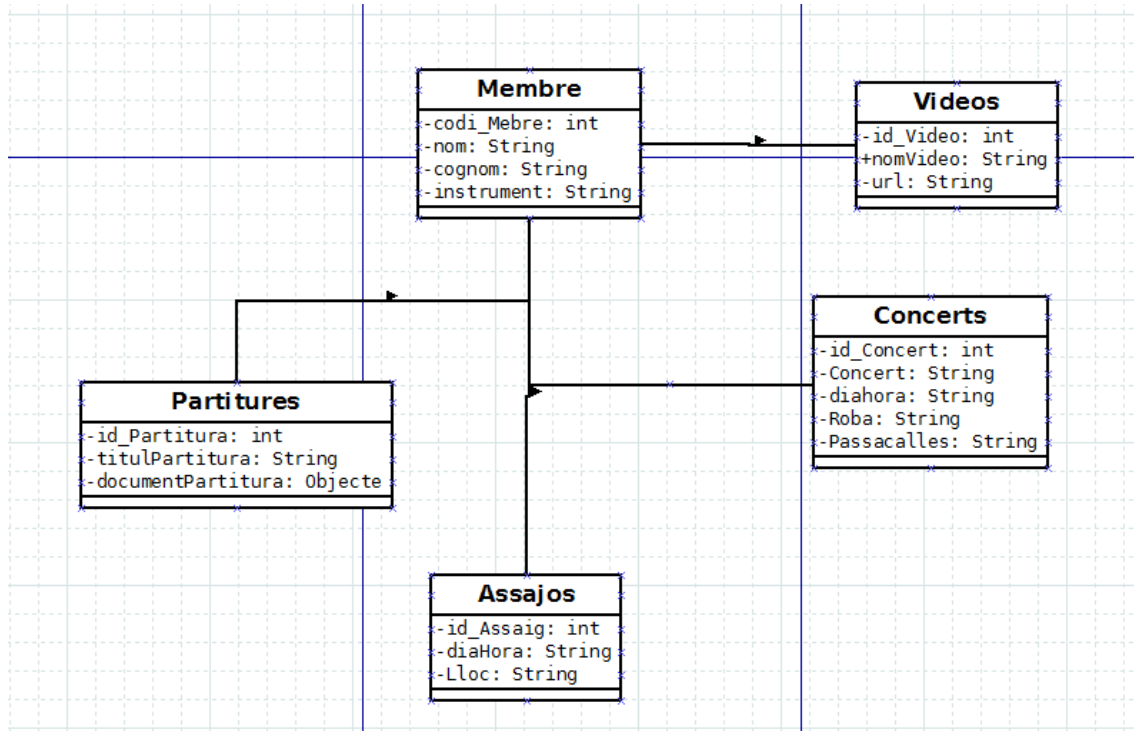 Membre
-codi_Mebre: int
-nom: String
-cognom: String
-instrument: String
Videos
-id_Video: int
+nomVideo: String
-url: String
Concerts
-id_Concert: int
-Concert: String
-diahora: String
-Roba: String
-Passacalles: String
Partitures
-id_Partitura: int
-titulPartitura: String
-documentPartitura: Objecte
Assajos
-id_Assaig: int
-diaHora: String
-Lloc: String